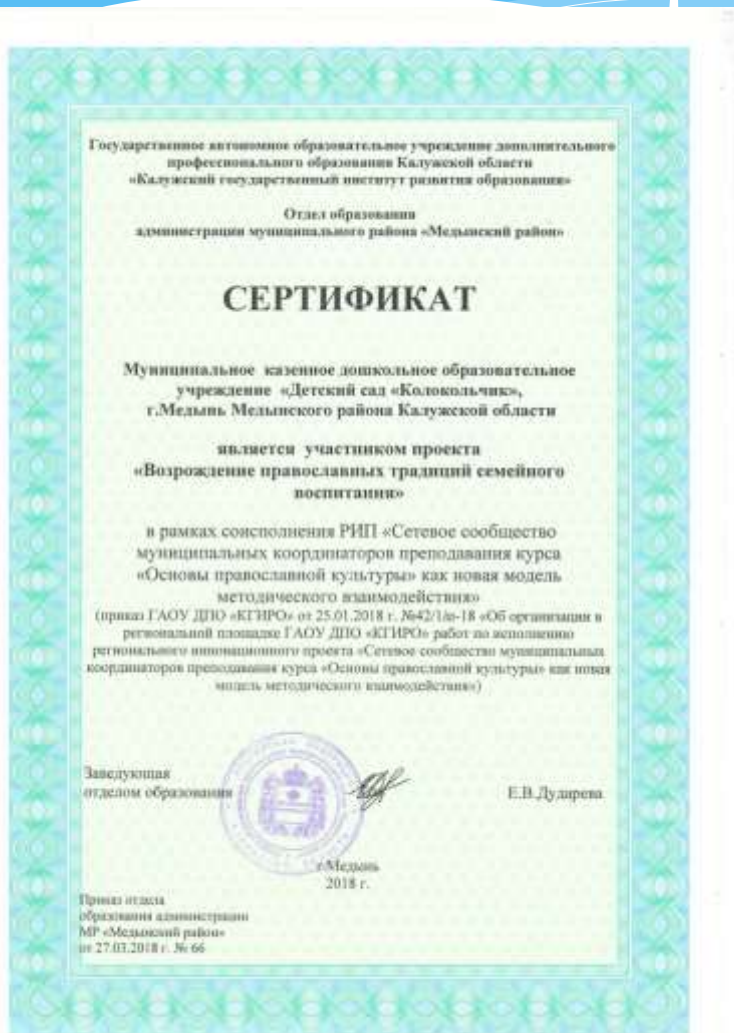 Государственное автономное образовательное учреждение дополнительного
профессионального образования Калужской области
«Калужский государственный институт развития образования»
Отдел образования
администрации муниципального района «Медынский район»
СЕРТИФИКАТ
Муниципальное казенное дошкольное образовательное
учреждение «Детский сад «Колокольчик»,
г.Медынь Медынского района Калужской области
является участником проекта
«Возрождение православных традиций семейного
воспитания»
в рамках соисполнения РИП «Сетевое сообщество
муниципальных координаторов преподавания курса
«Основы православной культуры» как новая модель
методического взаимодействия»
(приказ ГАОУ ДПО «КГИРО» от 25.01.2018 г. №42/1/о-18 «Об организации в
региональной площадке ГАОУ ДПО «КГИРО» работ по исполнению
регионального инновационного проекта «Сетевое сообщество муниципальных
координаторов преподавания курса «Основы православной культуры» как новая
модель методического взаимодействия»)
Заведующая
отделом образования
Е.В.Дударева
г.Медынь
2018 г.
Приказ отдела
образования администрации
МР «Медынский район»
от 27.03.2018 г. № 66